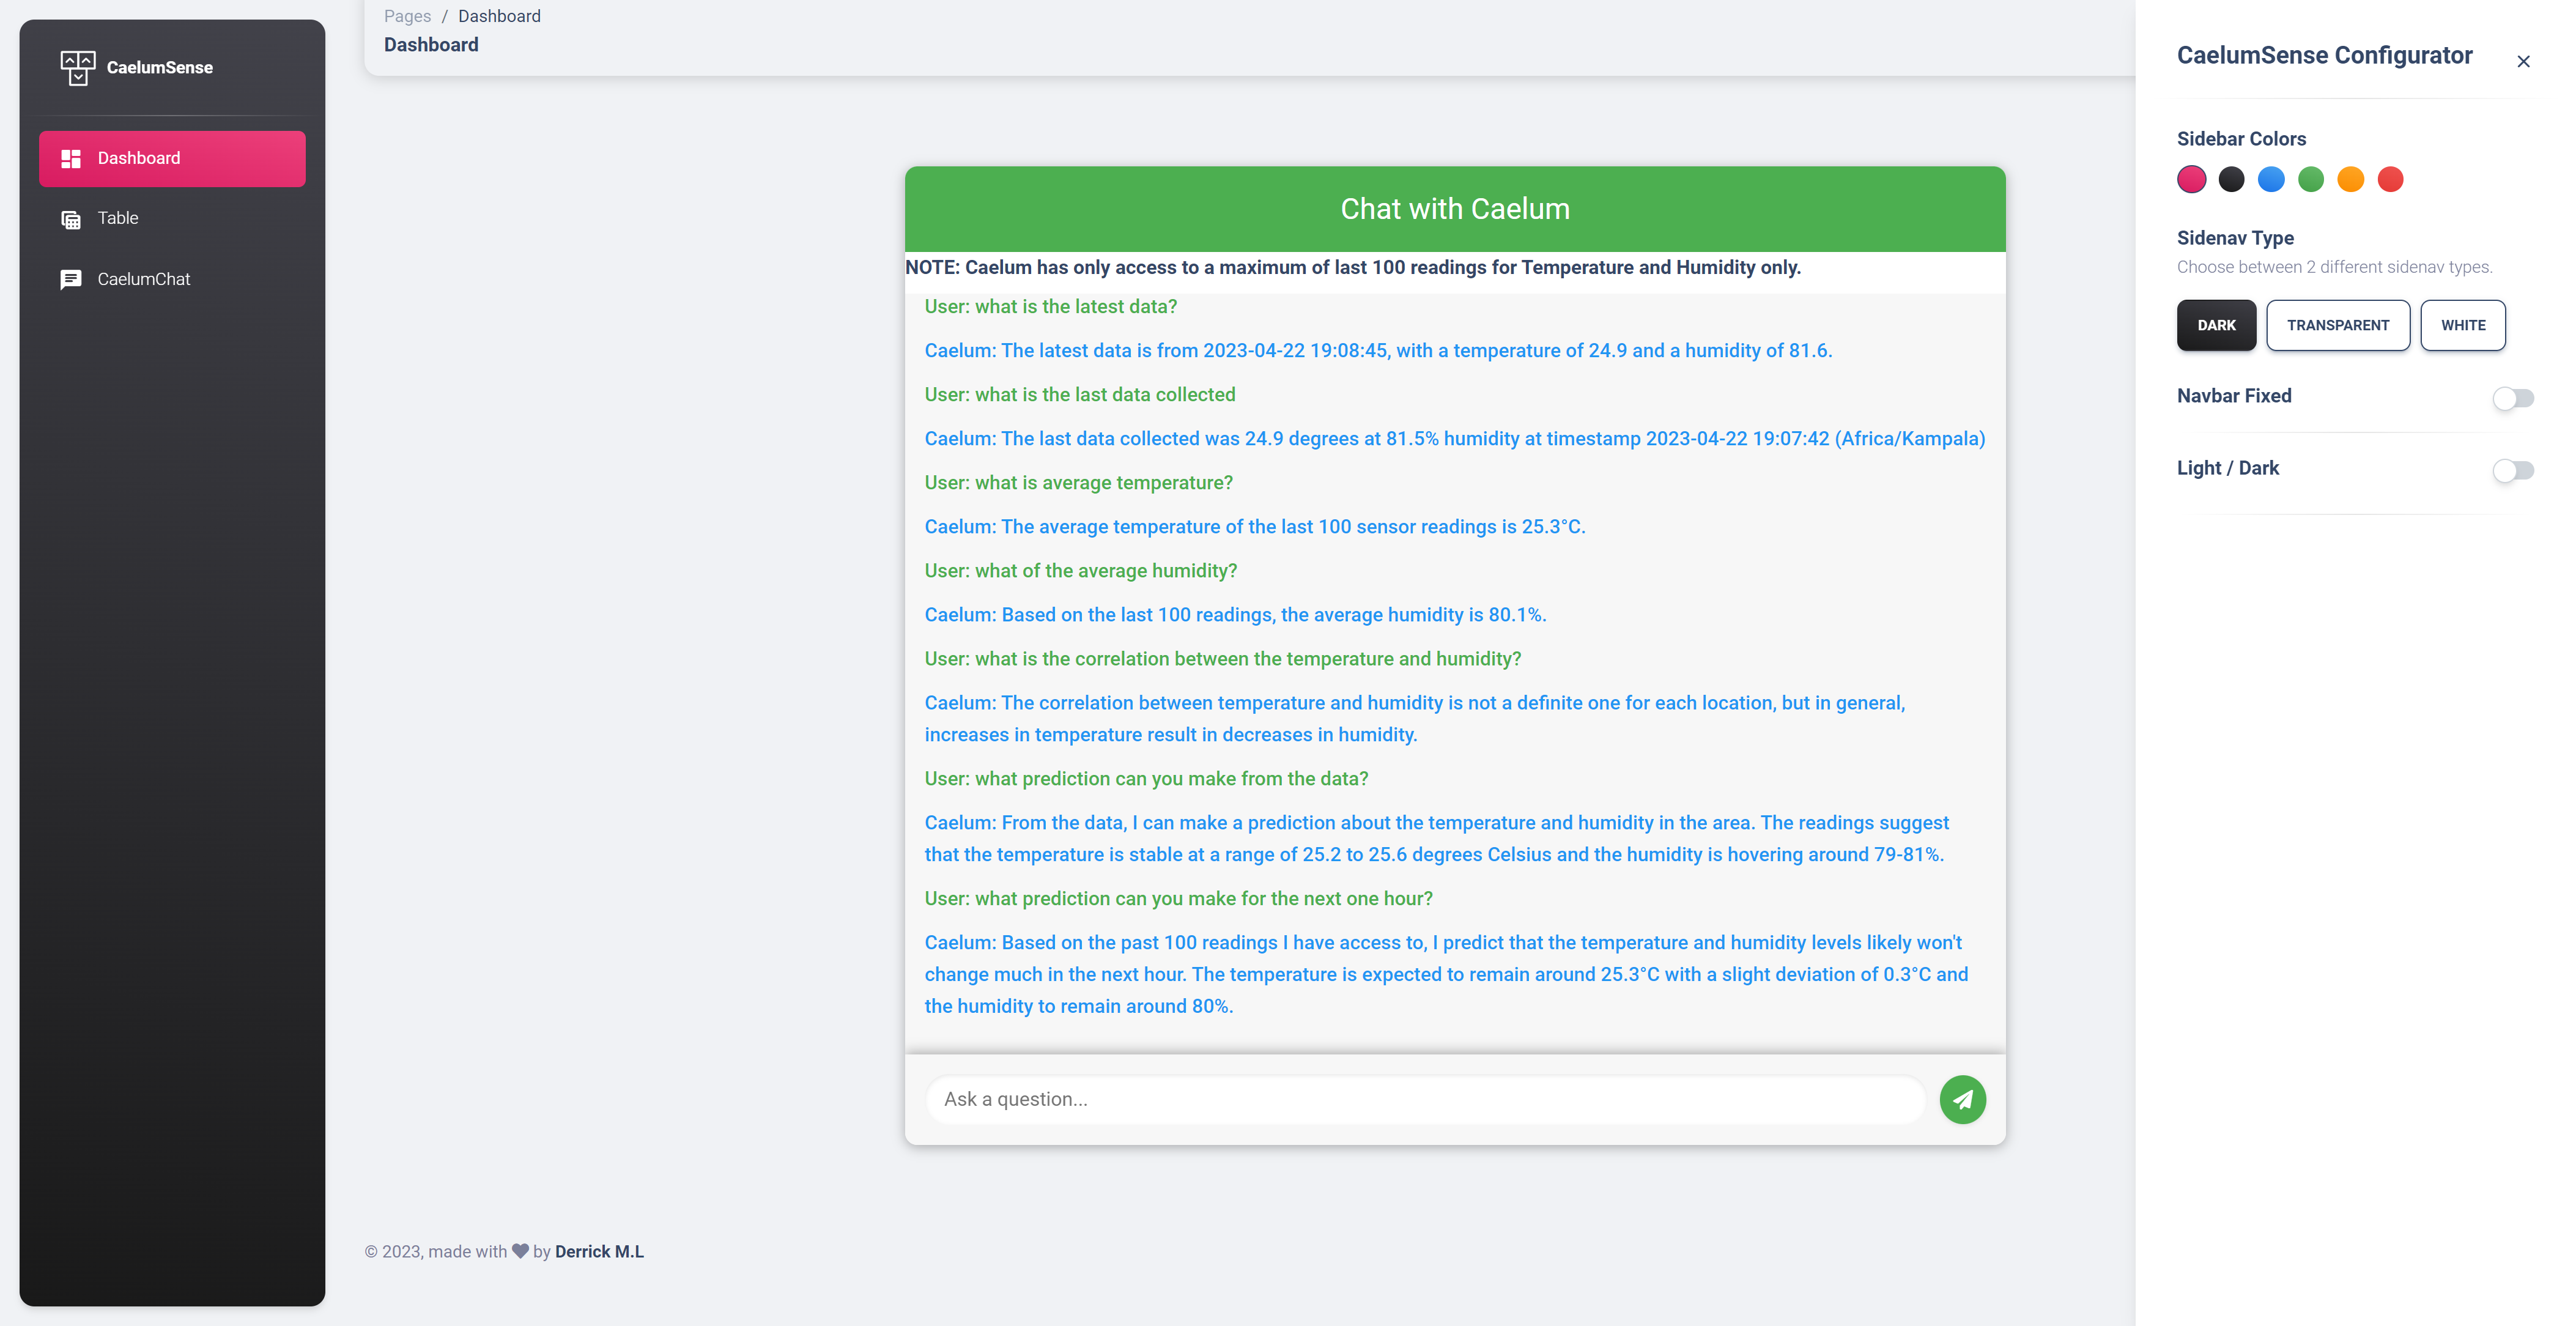 CaelumSense
Dashboard
Table
CaelumChat
Pages / Dashboard
Dashboard
Chat with Caelum
NOTE: Caelum has only access to a maximum of last 100 readings for Temperature and Humidity only.
User: what is the latest data?
Caelum: The latest data is from 2023-04-22 19:08:45, with a temperature of 24.9 and a humidity of 81.6.
User: what is the last data collected
Caelum: The last data collected was 24.9 degrees at 81.5% humidity at timestamp 2023-04-22 19:07:42 (Africa/Kampala)
User: what is average temperature?
Caelum: The average temperature of the last 100 sensor readings is 25.3°C.
User: what of the average humidity?
Caelum: Based on the last 100 readings, the average humidity is 80.1%.
User: what is the correlation between the temperature and humidity?
Caelum: The correlation between temperature and humidity is not a definite one for each location, but in general,
increases in temperature result in decreases in humidity.
User: what prediction can you make from the data?
Caelum: From the data, I can make a prediction about the temperature and humidity in the area. The readings suggest
that the temperature is stable at a range of 25.2 to 25.6 degrees Celsius and the humidity is hovering around 79-81%.
User: what prediction can you make for the next one hour?
Caelum: Based on the past 100 readings I have access to, I predict that the temperature and humidity levels likely won't
change much in the next hour. The temperature is expected to remain around 25.3°C with a slight deviation of 0.3°C and
the humidity to remain around 80%.
Ask a question...
© 2023, made with ♥ by Derrick M.L
CaelumSense Configurator
Sidebar Colors
Sidenav Type
Choose between 2 different sidenav types.
DARK TRANSPARENT WHITE
Navbar Fixed
Light / Dark